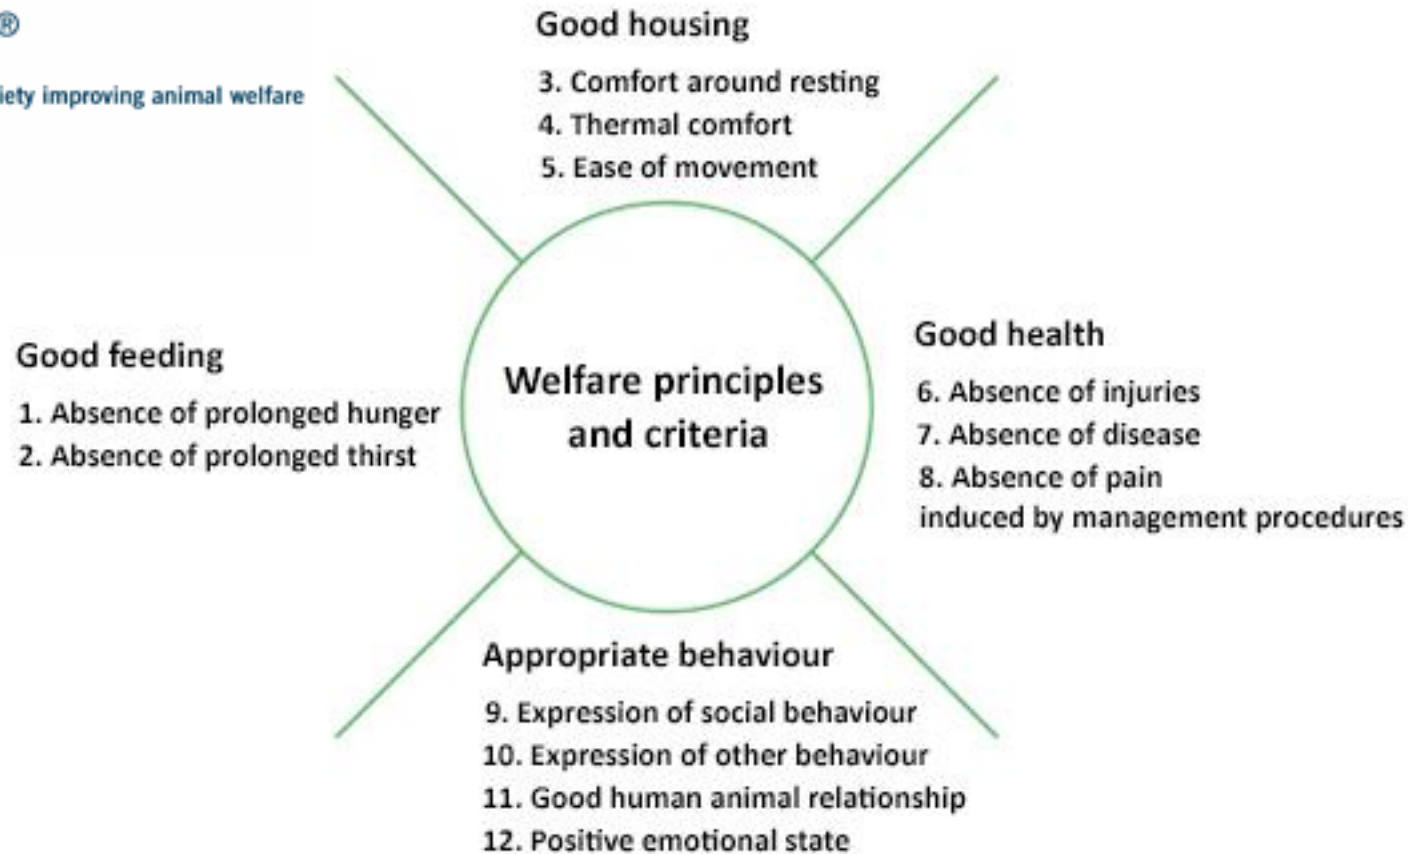 ®
iety improving animal welfare
Good housing
3. Comfort around resting
4. Thermal comfort
5. Ease of movement
Good feeding
1. Absence of prolonged hunger
2. Absence of prolonged thirst
Welfare principles
and criteria
Good health
6. Absence of injuries
7. Absence of disease
8. Absence of pain
induced by management procedures
Appropriate behaviour
9. Expression of social behaviour
10. Expression of other behaviour
11. Good human animal relationship
12. Positive emotional state